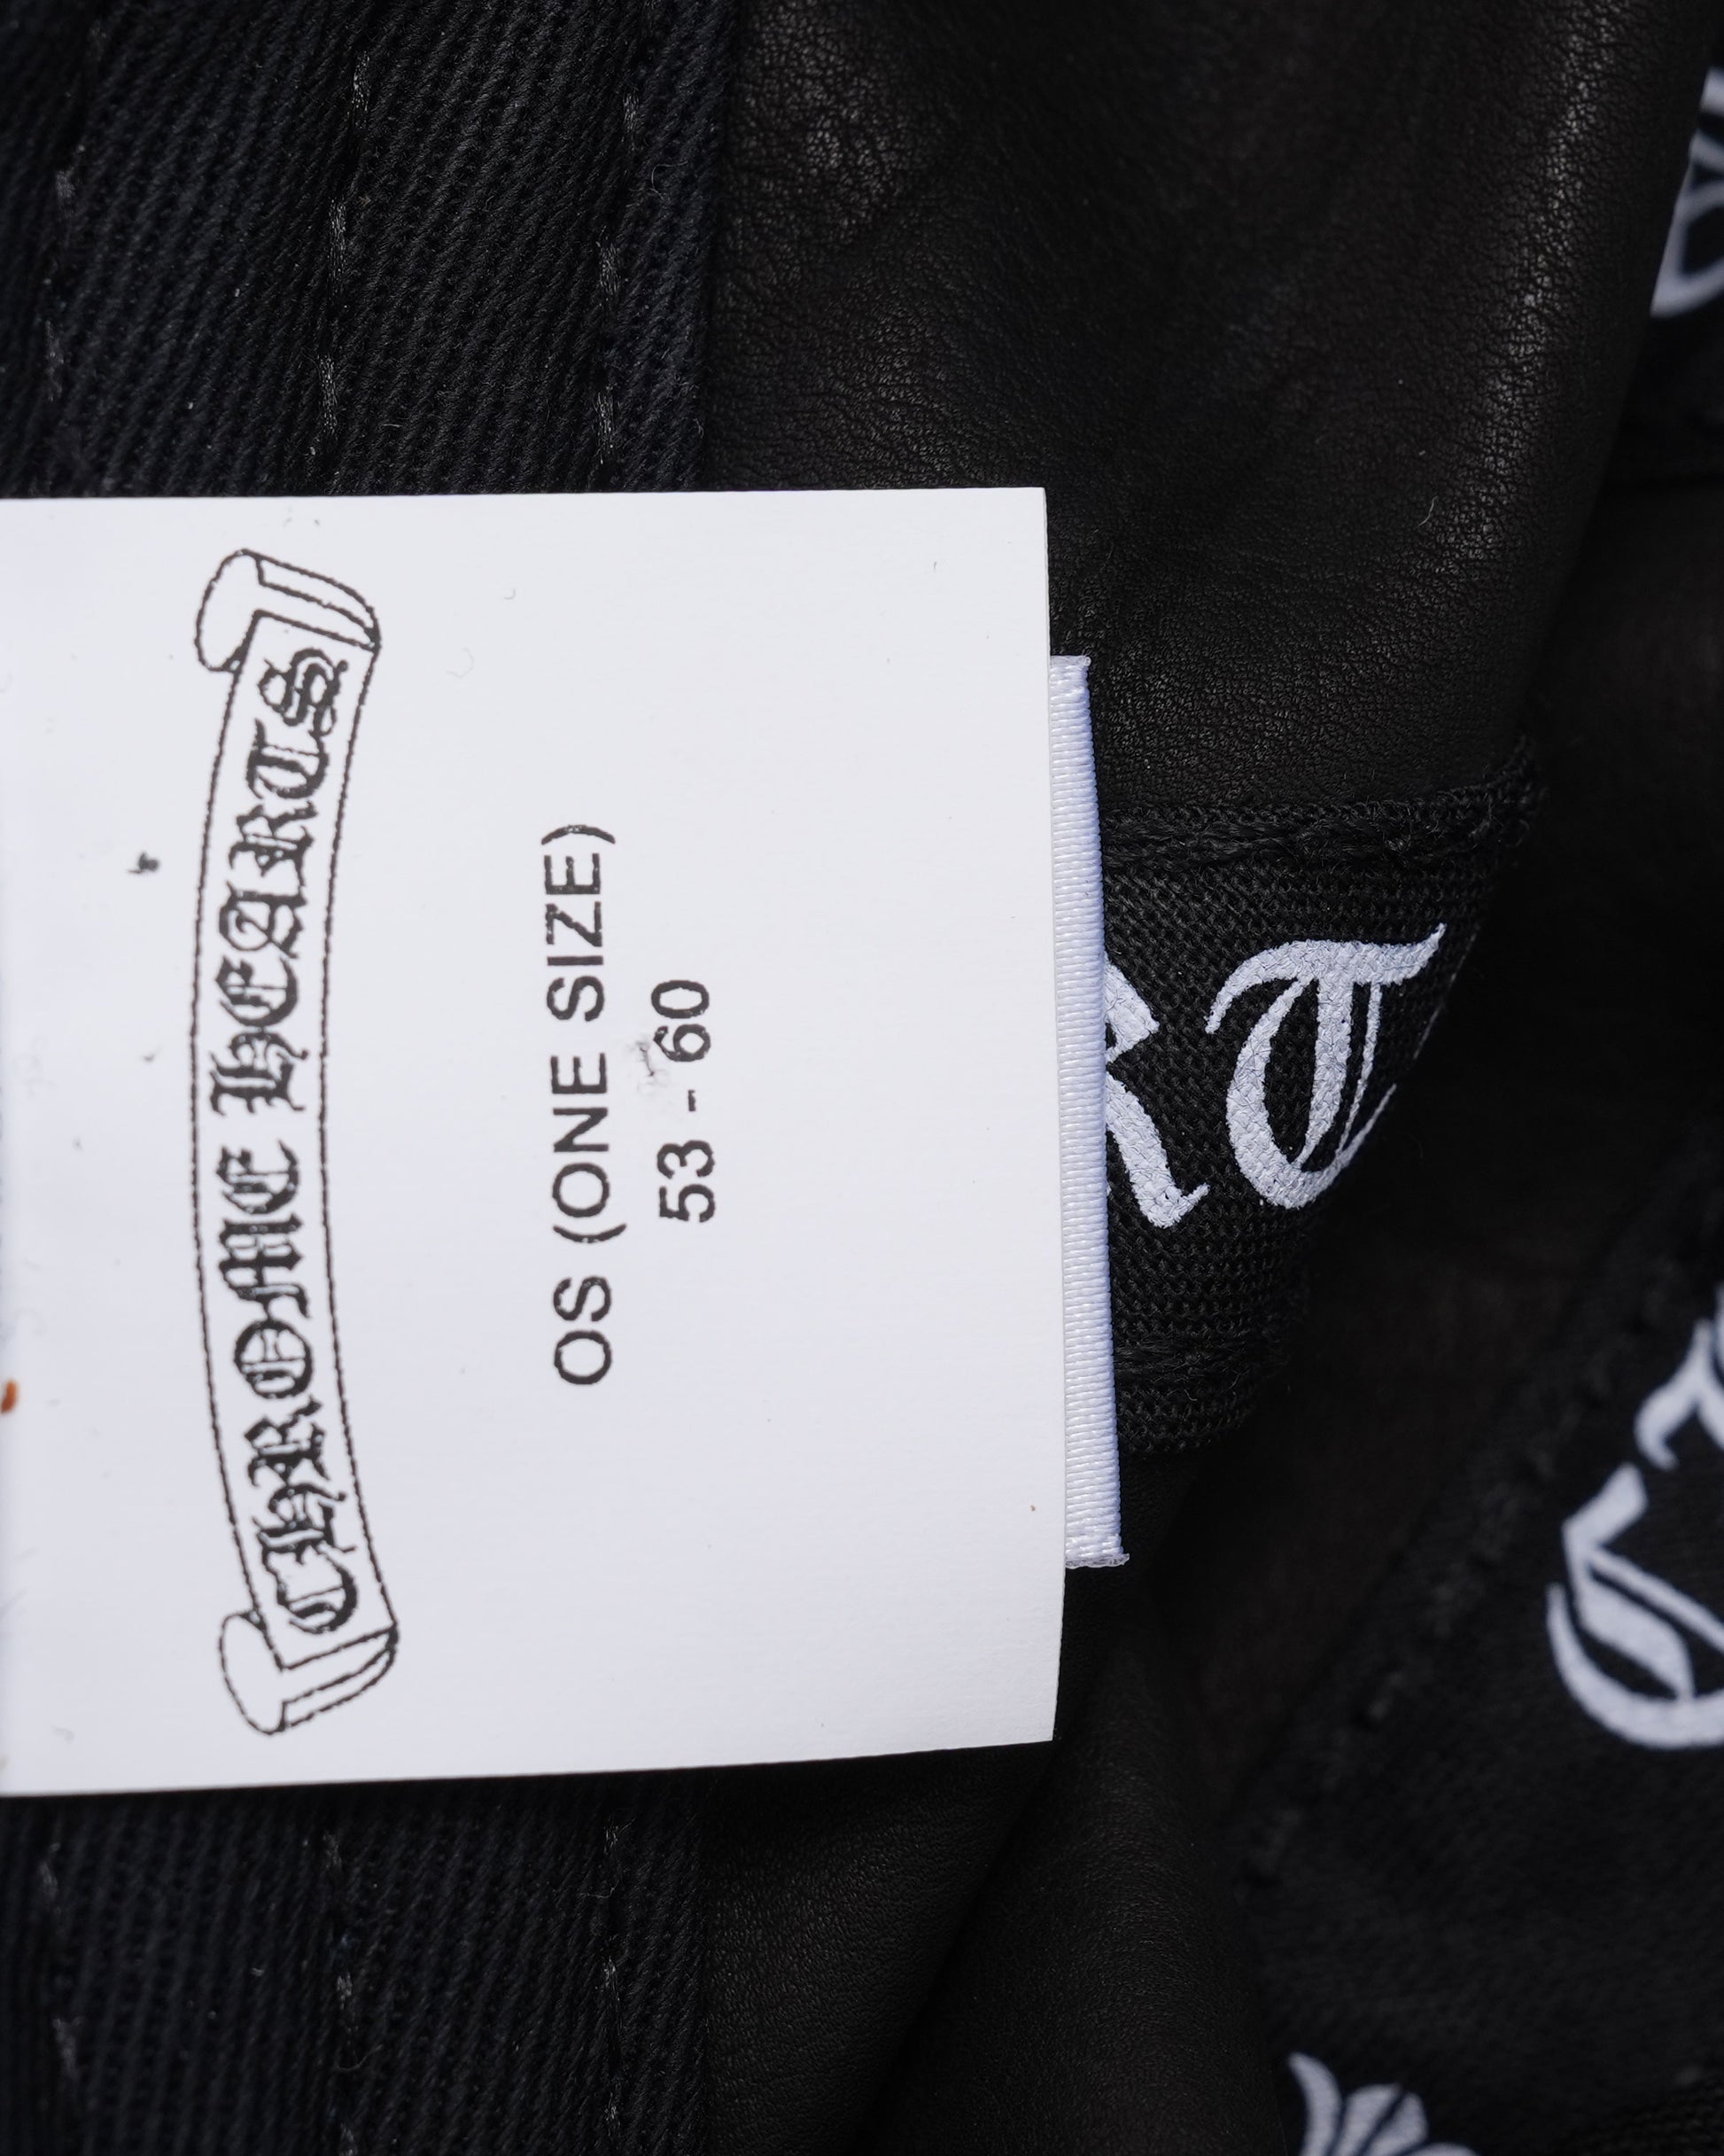 CHROME HEARTS
OS (ONE SIZE)
53 - 60
RT
C